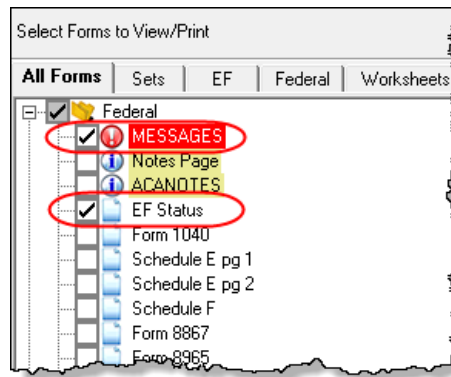 Select Forms to View/Print
All Forms Sets EF Federal Worksheets
Federal
MESSAGES
Notes Page
ACANOTES
EF Status
Form 1040
Schedule E pg 1
Schedule E pg 2
Schedule F
Form 8867
Form 8965